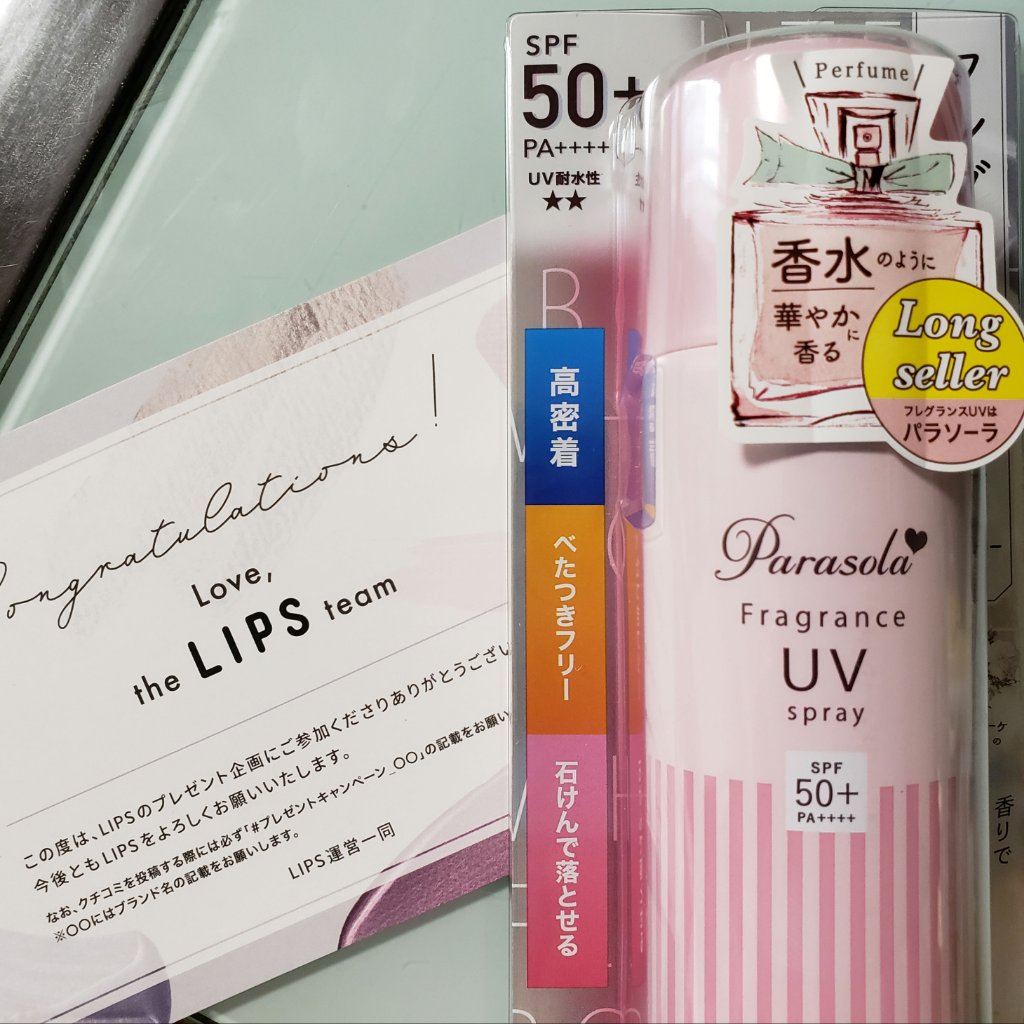 Congratulations!
Love,
the LIPS team
この度は、LIPSのプレゼント企画にご参加くださりありがとうござい
今後ともLIPSをよろしくお願いいたします。
なお、クチコミを投稿する際には必ず「#プレゼントキャンペーン_〇〇」の記載をお願い
※〇〇にはブランド名の記載をお願いします。
LIPS運営一同
SPF
50+
PA++++
UV耐水性
★★
高密着
べたつきフリー
石けんで落とせる
Perfume
香水のように
華やかに
香る
Long
seller
フレグランスUVは
パラソーラ
Parasola
Fragrance
UV
spray
SPF
50+
PA++++
香りで